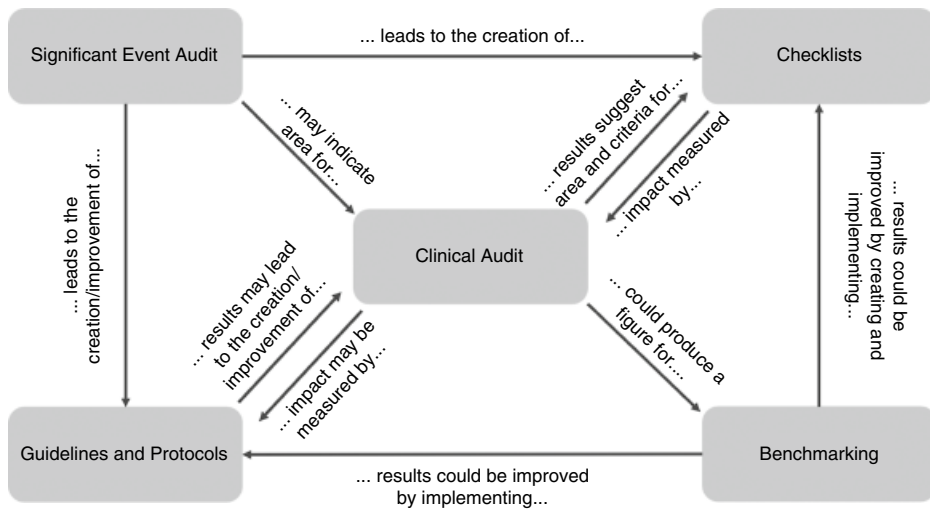 Significant Event Audit
... leads to the creation of...
Checklists
... may indicate
area for...
... results suggest
area and criteria for...
... impact measured
by...
... leads to the
creation/improvement of...
Clinical Audit
... results could be
improved by creating and
implementing...
... results may lead
to the creation/
improvement of...
... impact may be
measured by...
... could produce a
figure for....
Guidelines and Protocols
... results could be improved
by implementing...
Benchmarking